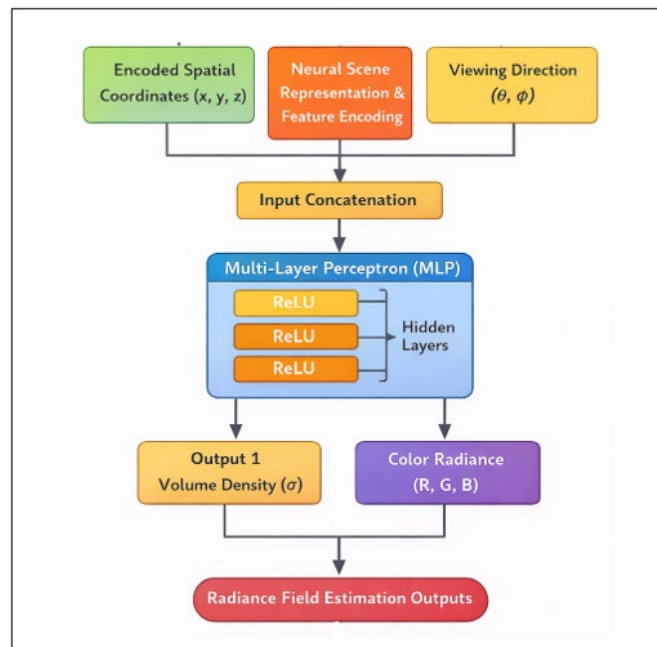 Encoded Spatial
Coordinates (x, y, z)
Neural Scene
Representation &
Feature Encoding
Viewing Direction
(θ, ϕ)
Input Concatenation
Multi-Layer Perceptron (MLP)
ReLU
ReLU
ReLU
Hidden
Layers
Output 1
Volume Density (σ)
Color Radiance
(R, G, B)
Radiance Field Estimation Outputs